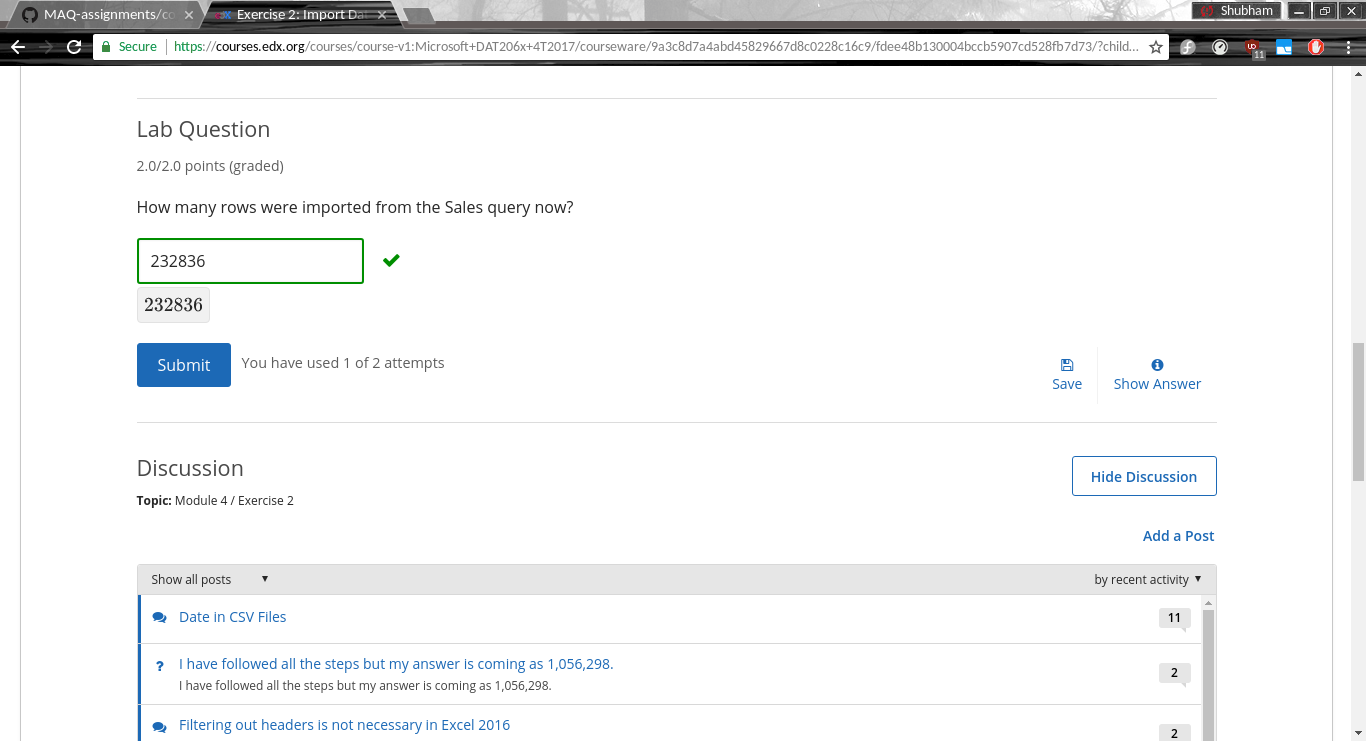 MAQ-assignments/co
Exercise 2: Import Da
Shubham
Secure
https://courses.edx.org/courses/course-v1:Microsoft+DAT206x+4T2017/courseware/9a3c8d7a4abd45829667d8c0228c16c9/fdee48b130004bccb5907cd528fb7d73/?child...
11
Lab Question
2.0/2.0 points (graded)
How many rows were imported from the Sales query now?
232836
232836
Submit
You have used 1 of 2 attempts
Save
Show Answer
Discussion
Hide Discussion
Topic: Module 4 / Exercise 2
Add a Post
Show all posts
by recent activity
Date in CSV Files
11
? I have followed all the steps but my answer is coming as 1,056,298.
2
I have followed all the steps but my answer is coming as 1,056,298.
Filtering out headers is not necessary in Excel 2016
2